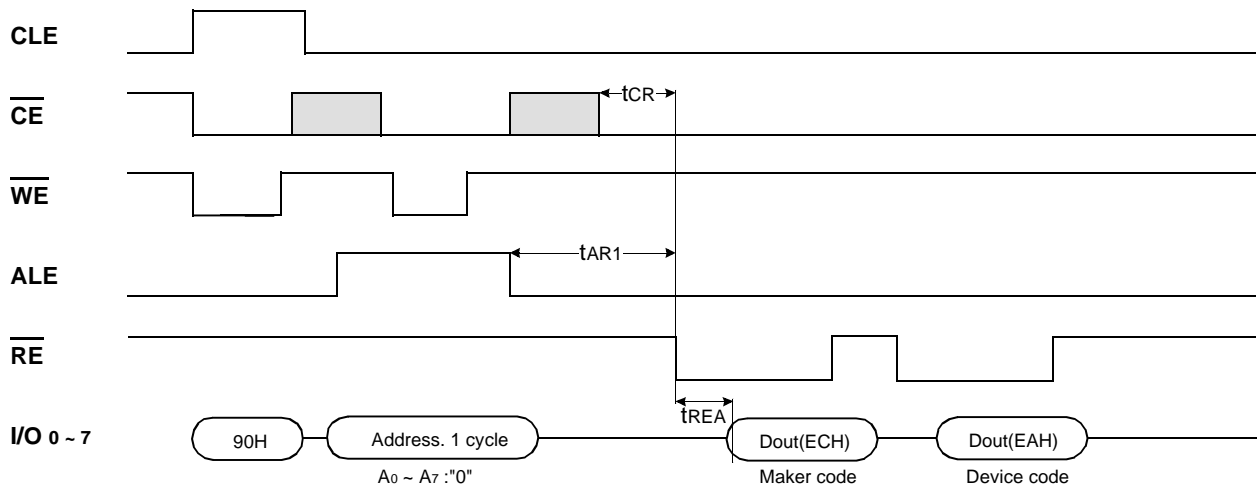 CLE
CE
tCR
WE
ALE
tAR1
RE
tREA
I/O 0 ~ 7
90H
Address. 1 cycle
Dout(ECH)
Dout(EAH)
A0 ~ A7 :"0"
Maker code
Device code